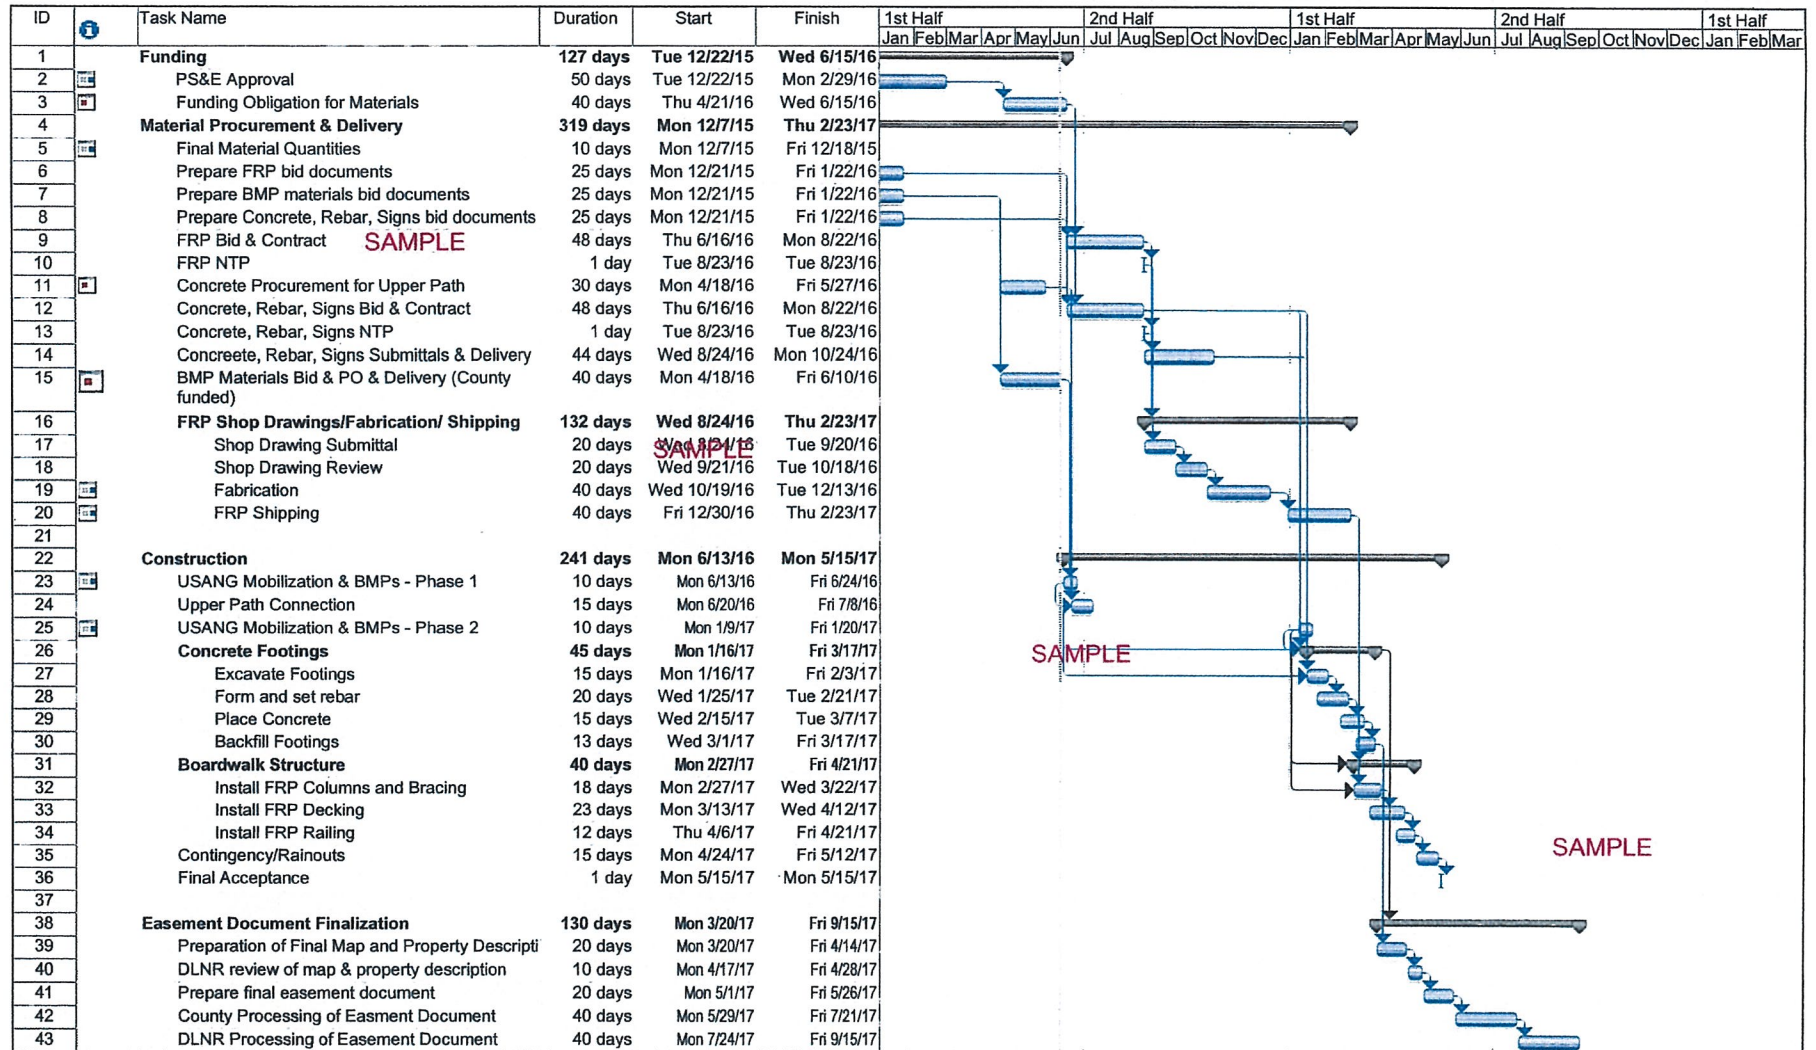 ID Task Name Duration Start Finish 1st Half 2nd Half 1st Half 2nd Half 1st Half
Jan Feb Mar Apr May Jun Jul Aug Sep Oct Nov Dec Jan Feb Mar Apr May Jun Jul Aug Sep Oct Nov Dec Jan Feb Mar
1 Funding 127 days Tue 12/22/15 Wed 6/15/16
2 PS&E Approval 50 days Tue 12/22/15 Mon 2/29/16
3 Funding Obligation for Materials 40 days Thu 4/21/16 Wed 6/15/16
4 Material Procurement & Delivery 319 days Mon 12/7/15 Thu 2/23/17
5 Final Material Quantities 10 days Mon 12/7/15 Fri 12/18/15
6 Prepare FRP bid documents 25 days Mon 12/21/15 Fri 1/22/16
7 Prepare BMP materials bid documents 25 days Mon 12/21/15 Fri 1/22/16
8 Prepare Concrete, Rebar, Signs bid documents 25 days Mon 12/21/15 Fri 1/22/16
9 FRP Bid & Contract SAMPLE 48 days Thu 6/16/16 Mon 8/22/16
10 FRP NTP 1 day Tue 8/23/16 Tue 8/23/16
11 Concrete Procurement for Upper Path 30 days Mon 4/18/16 Fri 5/27/16
12 Concrete, Rebar, Signs Bid & Contract 48 days Thu 6/16/16 Mon 8/22/16
13 Concrete, Rebar, Signs NTP 1 day Tue 8/23/16 Tue 8/23/16
14 Concreete, Rebar, Signs Submittals & Delivery 44 days Wed 8/24/16 Mon 10/24/16
15 BMP Materials Bid & PO & Delivery (County 40 days Mon 4/18/16 Fri 6/10/16
funded)
16 FRP Shop Drawings/Fabrication/ Shipping 132 days Wed 8/24/16 Thu 2/23/17
17 Shop Drawing Submittal 20 days Wed 8/24/16 Tue 9/20/16
SAMPLE
18 Shop Drawing Review 20 days Wed 9/21/16 Tue 10/18/16
19 Fabrication 40 days Wed 10/19/16 Tue 12/13/16
20 FRP Shipping 40 days Fri 12/30/16 Thu 2/23/17
21
22 Construction 241 days Mon 6/13/16 Mon 5/15/17
23 USANG Mobilization & BMPs - Phase 1 10 days Mon 6/13/16 Fri 6/24/16
24 Upper Path Connection 15 days Mon 6/20/16 Fri 7/8/16
25 USANG Mobilization & BMPs - Phase 2 10 days Mon 1/9/17 Fri 1/20/17
26 Concrete Footings 45 days Mon 1/16/17 Fri 3/17/17 SAMPLE
27 Excavate Footings 15 days Mon 1/16/17 Fri 2/3/17
28 Form and set rebar 20 days Wed 1/25/17 Tue 2/21/17
29 Place Concrete 15 days Wed 2/15/17 Tue 3/7/17
30 Backfill Footings 13 days Wed 3/1/17 Fri 3/17/17
31 Boardwalk Structure 40 days Mon 2/27/17 Fri 4/21/17
32 Install FRP Columns and Bracing 18 days Mon 2/27/17 Wed 3/22/17
33 Install FRP Decking 23 days Mon 3/13/17 Wed 4/12/17
34 Install FRP Railing 12 days Thu 4/6/17 Fri 4/21/17
35 Contingency/Rainouts 15 days Mon 4/24/17 Fri 5/12/17 SAMPLE
36 Final Acceptance 1 day Mon 5/15/17 Mon 5/15/17
37
38 Easement Document Finalization 130 days Mon 3/20/17 Fri 9/15/17
39 Preparation of Final Map and Property Descripti 20 days Mon 3/20/17 Fri 4/14/17
40 DLNR review of map & property description 10 days Mon 4/17/17 Fri 4/28/17
41 Prepare final easement document 20 days Mon 5/1/17 Fri 5/26/17
42 County Processing of Easment Document 40 days Mon 5/29/17 Fri 7/21/17
43 DLNR Processing of Easement Document 40 days Mon 7/24/17 Fri 9/15/17